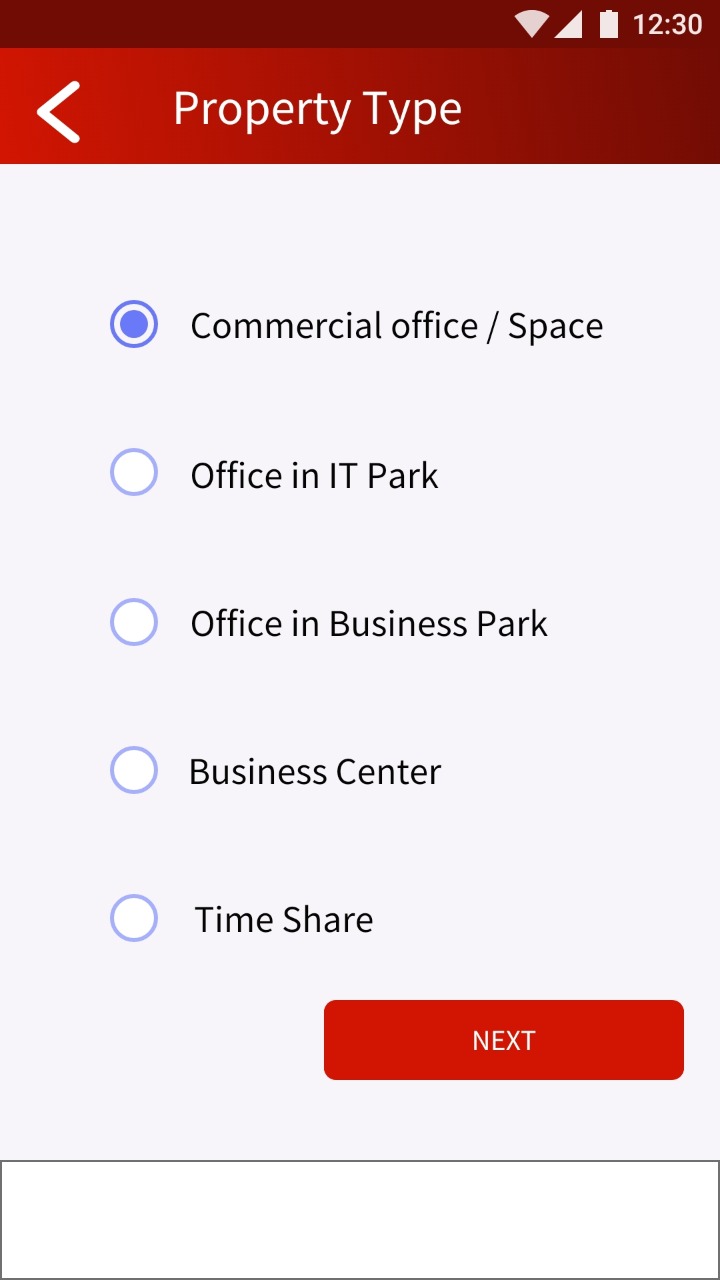 12:30
Property Type
Commercial office / Space
Office in IT Park
Office in Business Park
Business Center
Time Share
NEXT